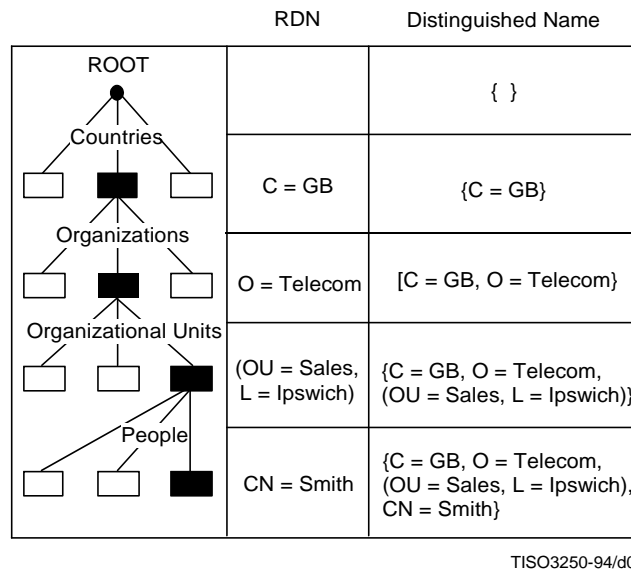 RDN
Distinguished Name
ROOT
{ }
Countries
C = GB
{C = GB}
Organizations
O = Telecom
[C = GB, O = Telecom}
Organizational Units
(OU = Sales,
L = Ipswich)
{C = GB, O = Telecom,
(OU = Sales, L = Ipswich)}
People
CN = Smith
{C = GB, O = Telecom,
(OU = Sales, L = Ipswich),
CN = Smith}
TISO3250-94/d0